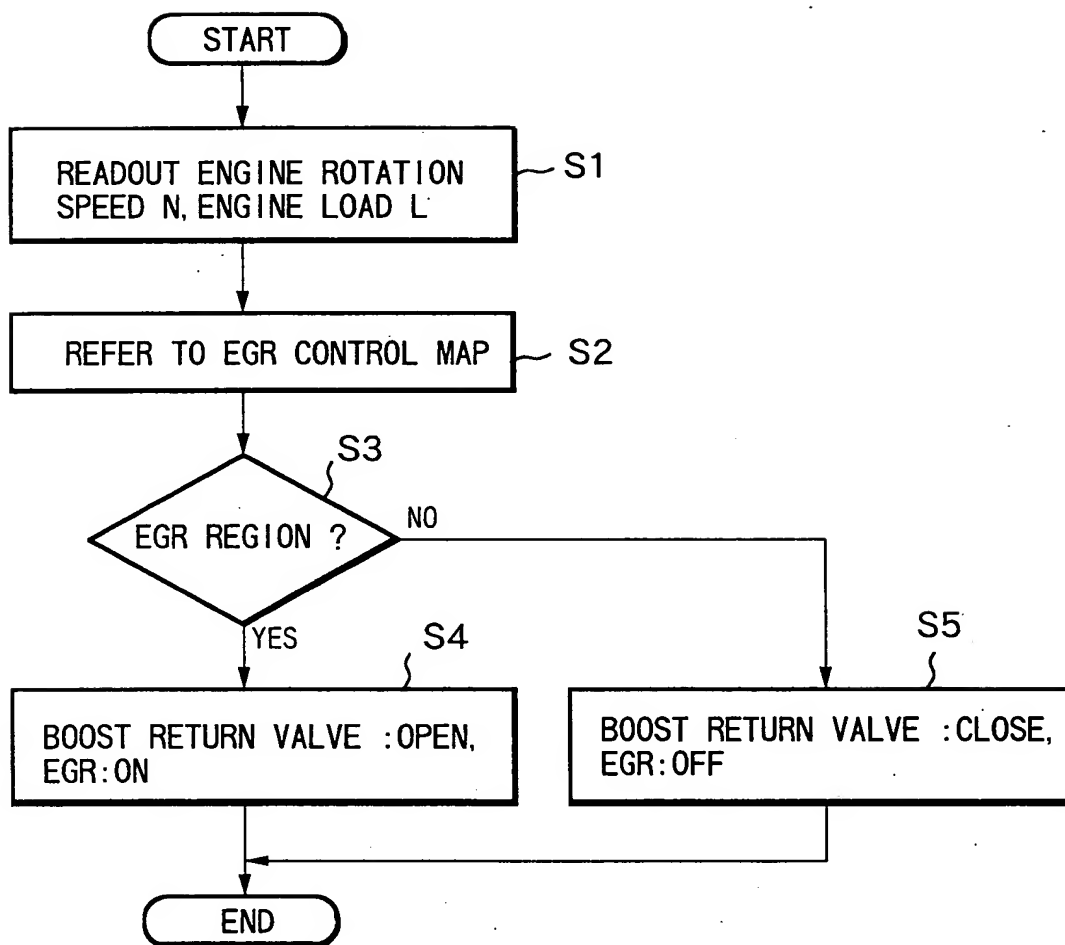 START
READOUT ENGINE ROTATION
SPEED N, ENGINE LOAD L
S1
REFER TO EGR CONTROL MAP
S2
S3
EGR REGION ?
NO
YES
S4
BOOST RETURN VALVE :OPEN,
EGR:ON
S5
BOOST RETURN VALVE :CLOSE,
EGR:OFF
END